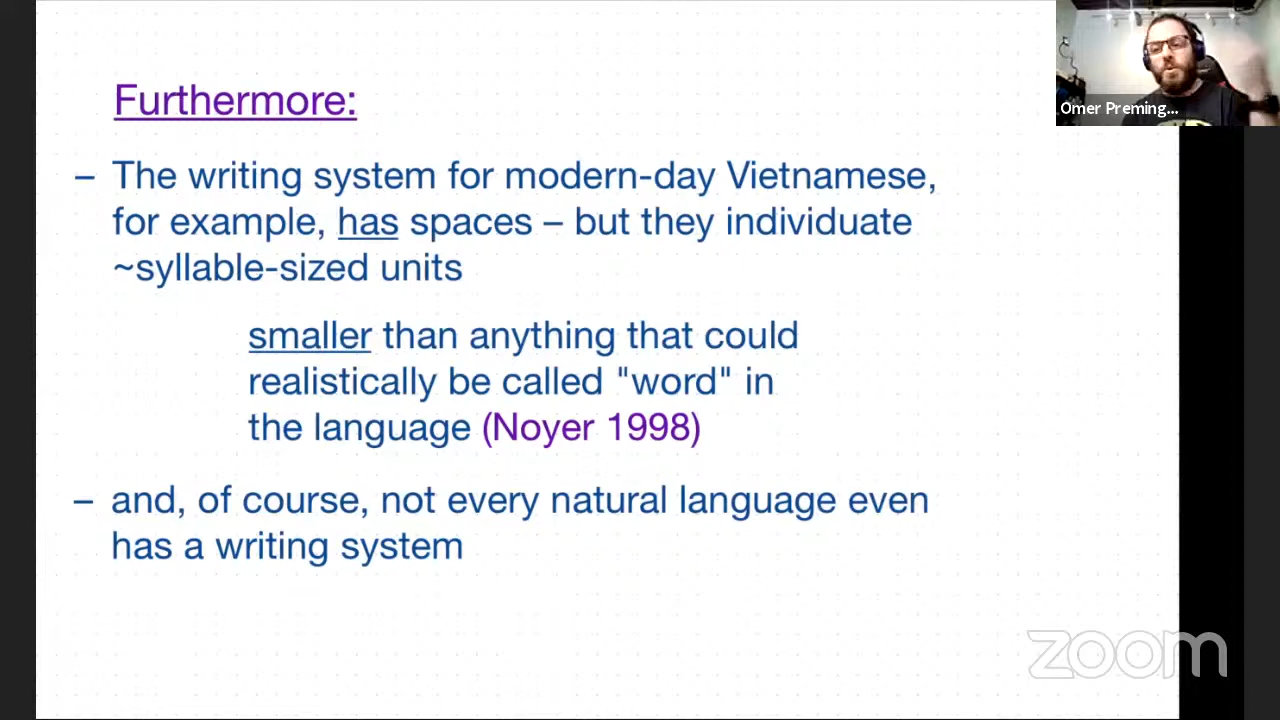 Furthermore:
– The writing system for modern-day Vietnamese,
for example, has spaces – but they individuate
~syllable-sized units
smaller than anything that could
realistically be called "word" in
the language (Noyer 1998)
– and, of course, not every natural language even
has a writing system
Omer Preming...
zoom